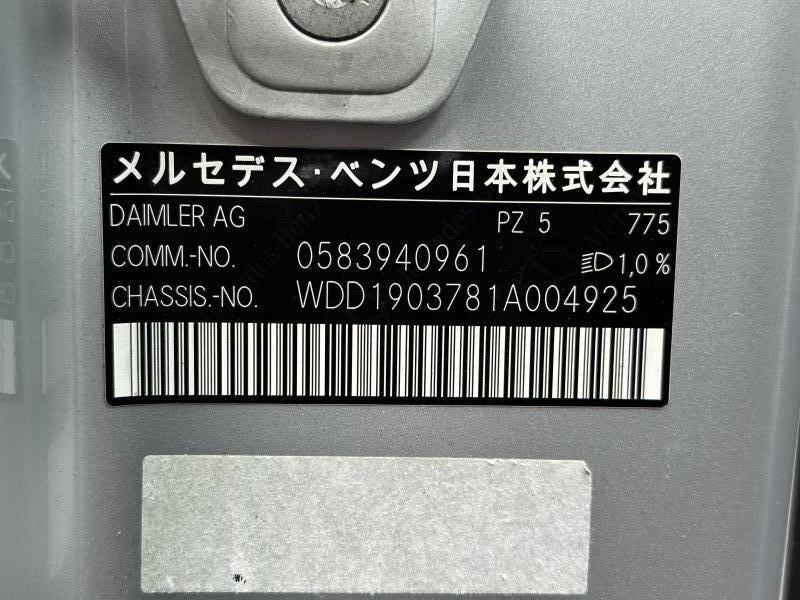 メルセデス・ベンツ日本株式会社
DAIMLER AG PZ 5 775
COMM.-NO. 0583940961 1,0 %
CHASSIS.-NO. WDD1903781A004925